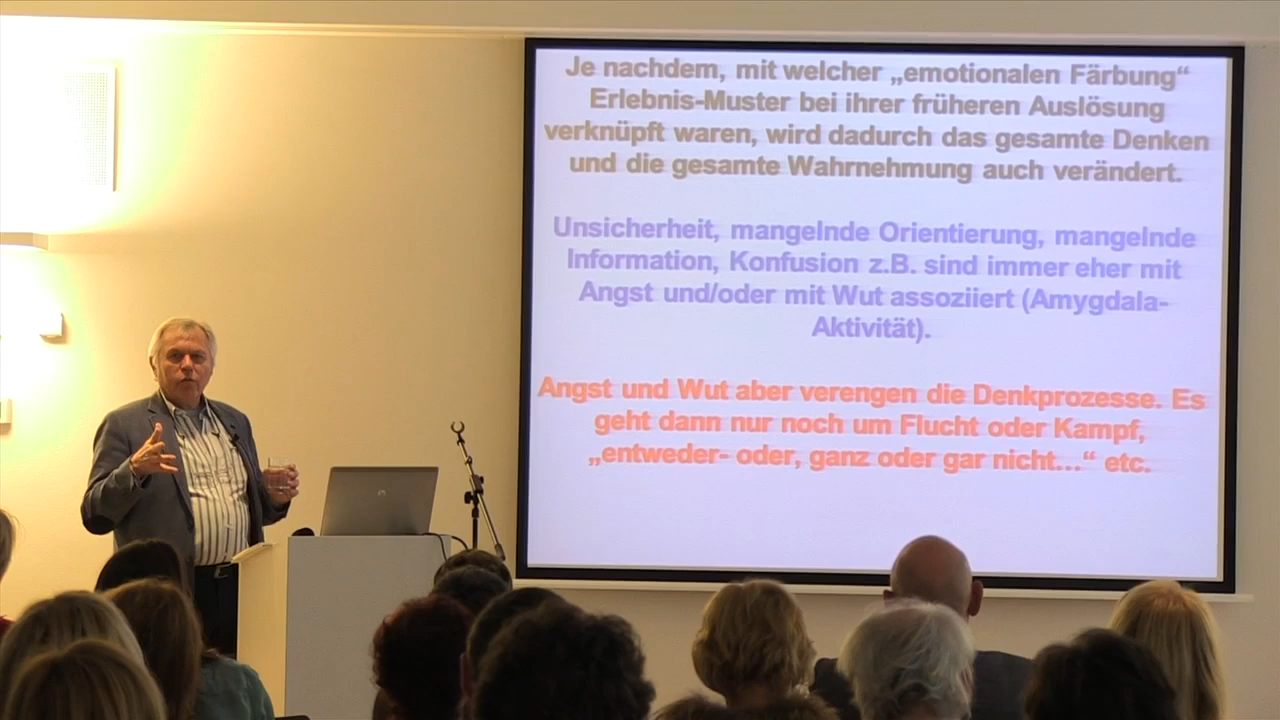 Je nachdem, mit welcher „emotionalen Färbung“
Erlebnis-Muster bei ihrer früheren Auslösung
verknüpft waren, wird dadurch das gesamte Denken
und die gesamte Wahrnehmung auch verändert.
Unsicherheit, mangelnde Orientierung, mangelnde
Information, Konfusion z.B. sind immer eher mit
Angst und/oder mit Wut assoziiert (Amygdala-
Aktivität).
Angst und Wut aber verengen die Denkprozesse. Es
geht dann nur noch um Flucht oder Kampf,
„entweder- oder, ganz oder gar nicht…“ etc.